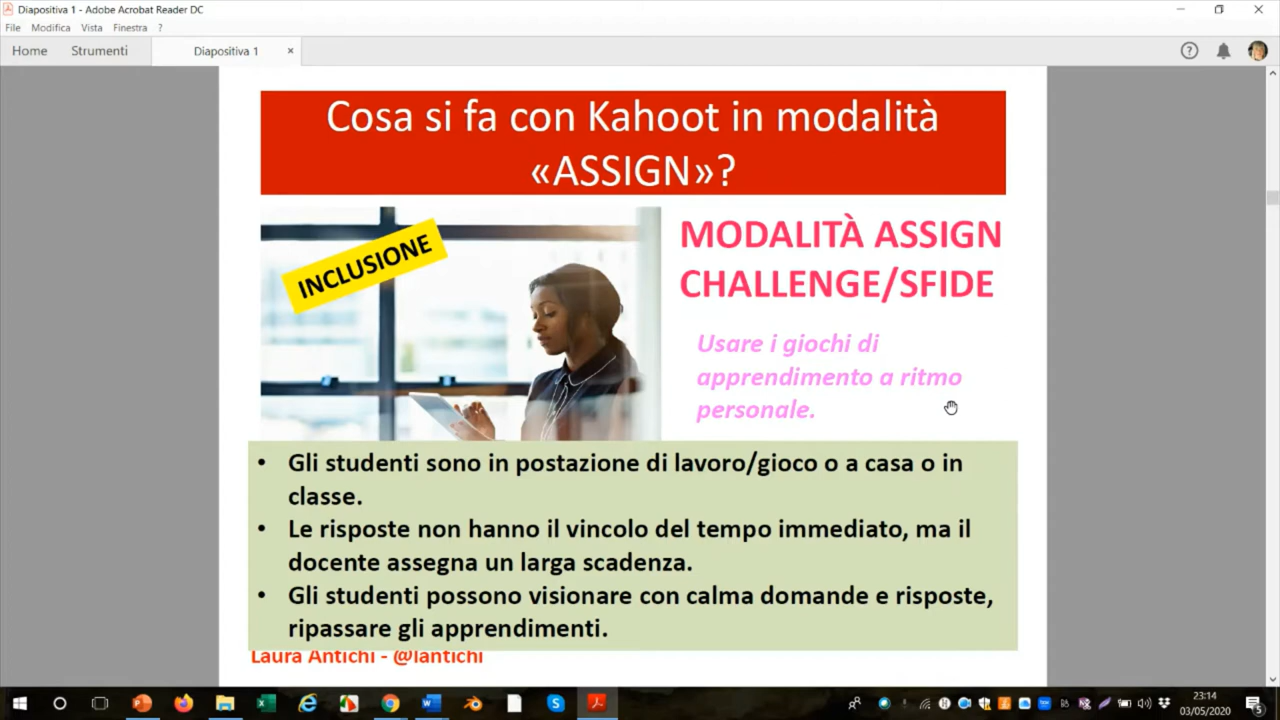 Diapositiva 1 - Adobe Acrobat Reader DC
File Modifica Vista Finestra ?
Home Strumenti Diapositiva 1 ×
Cosa si fa con Kahoot in modalità
«ASSIGN»?
INCLUSIONE
MODALITÀ ASSIGN
CHALLENGE/SFIDE
Usare i giochi di
apprendimento a ritmo
personale.
• Gli studenti sono in postazione di lavoro/gioco o a casa o in
classe.
• Le risposte non hanno il vincolo del tempo immediato, ma il
docente assegna un larga scadenza.
• Gli studenti possono visionare con calma domande e risposte,
ripassare gli apprendimenti.
Laura Antichi - @lantichi
23:14
03/05/2020
5